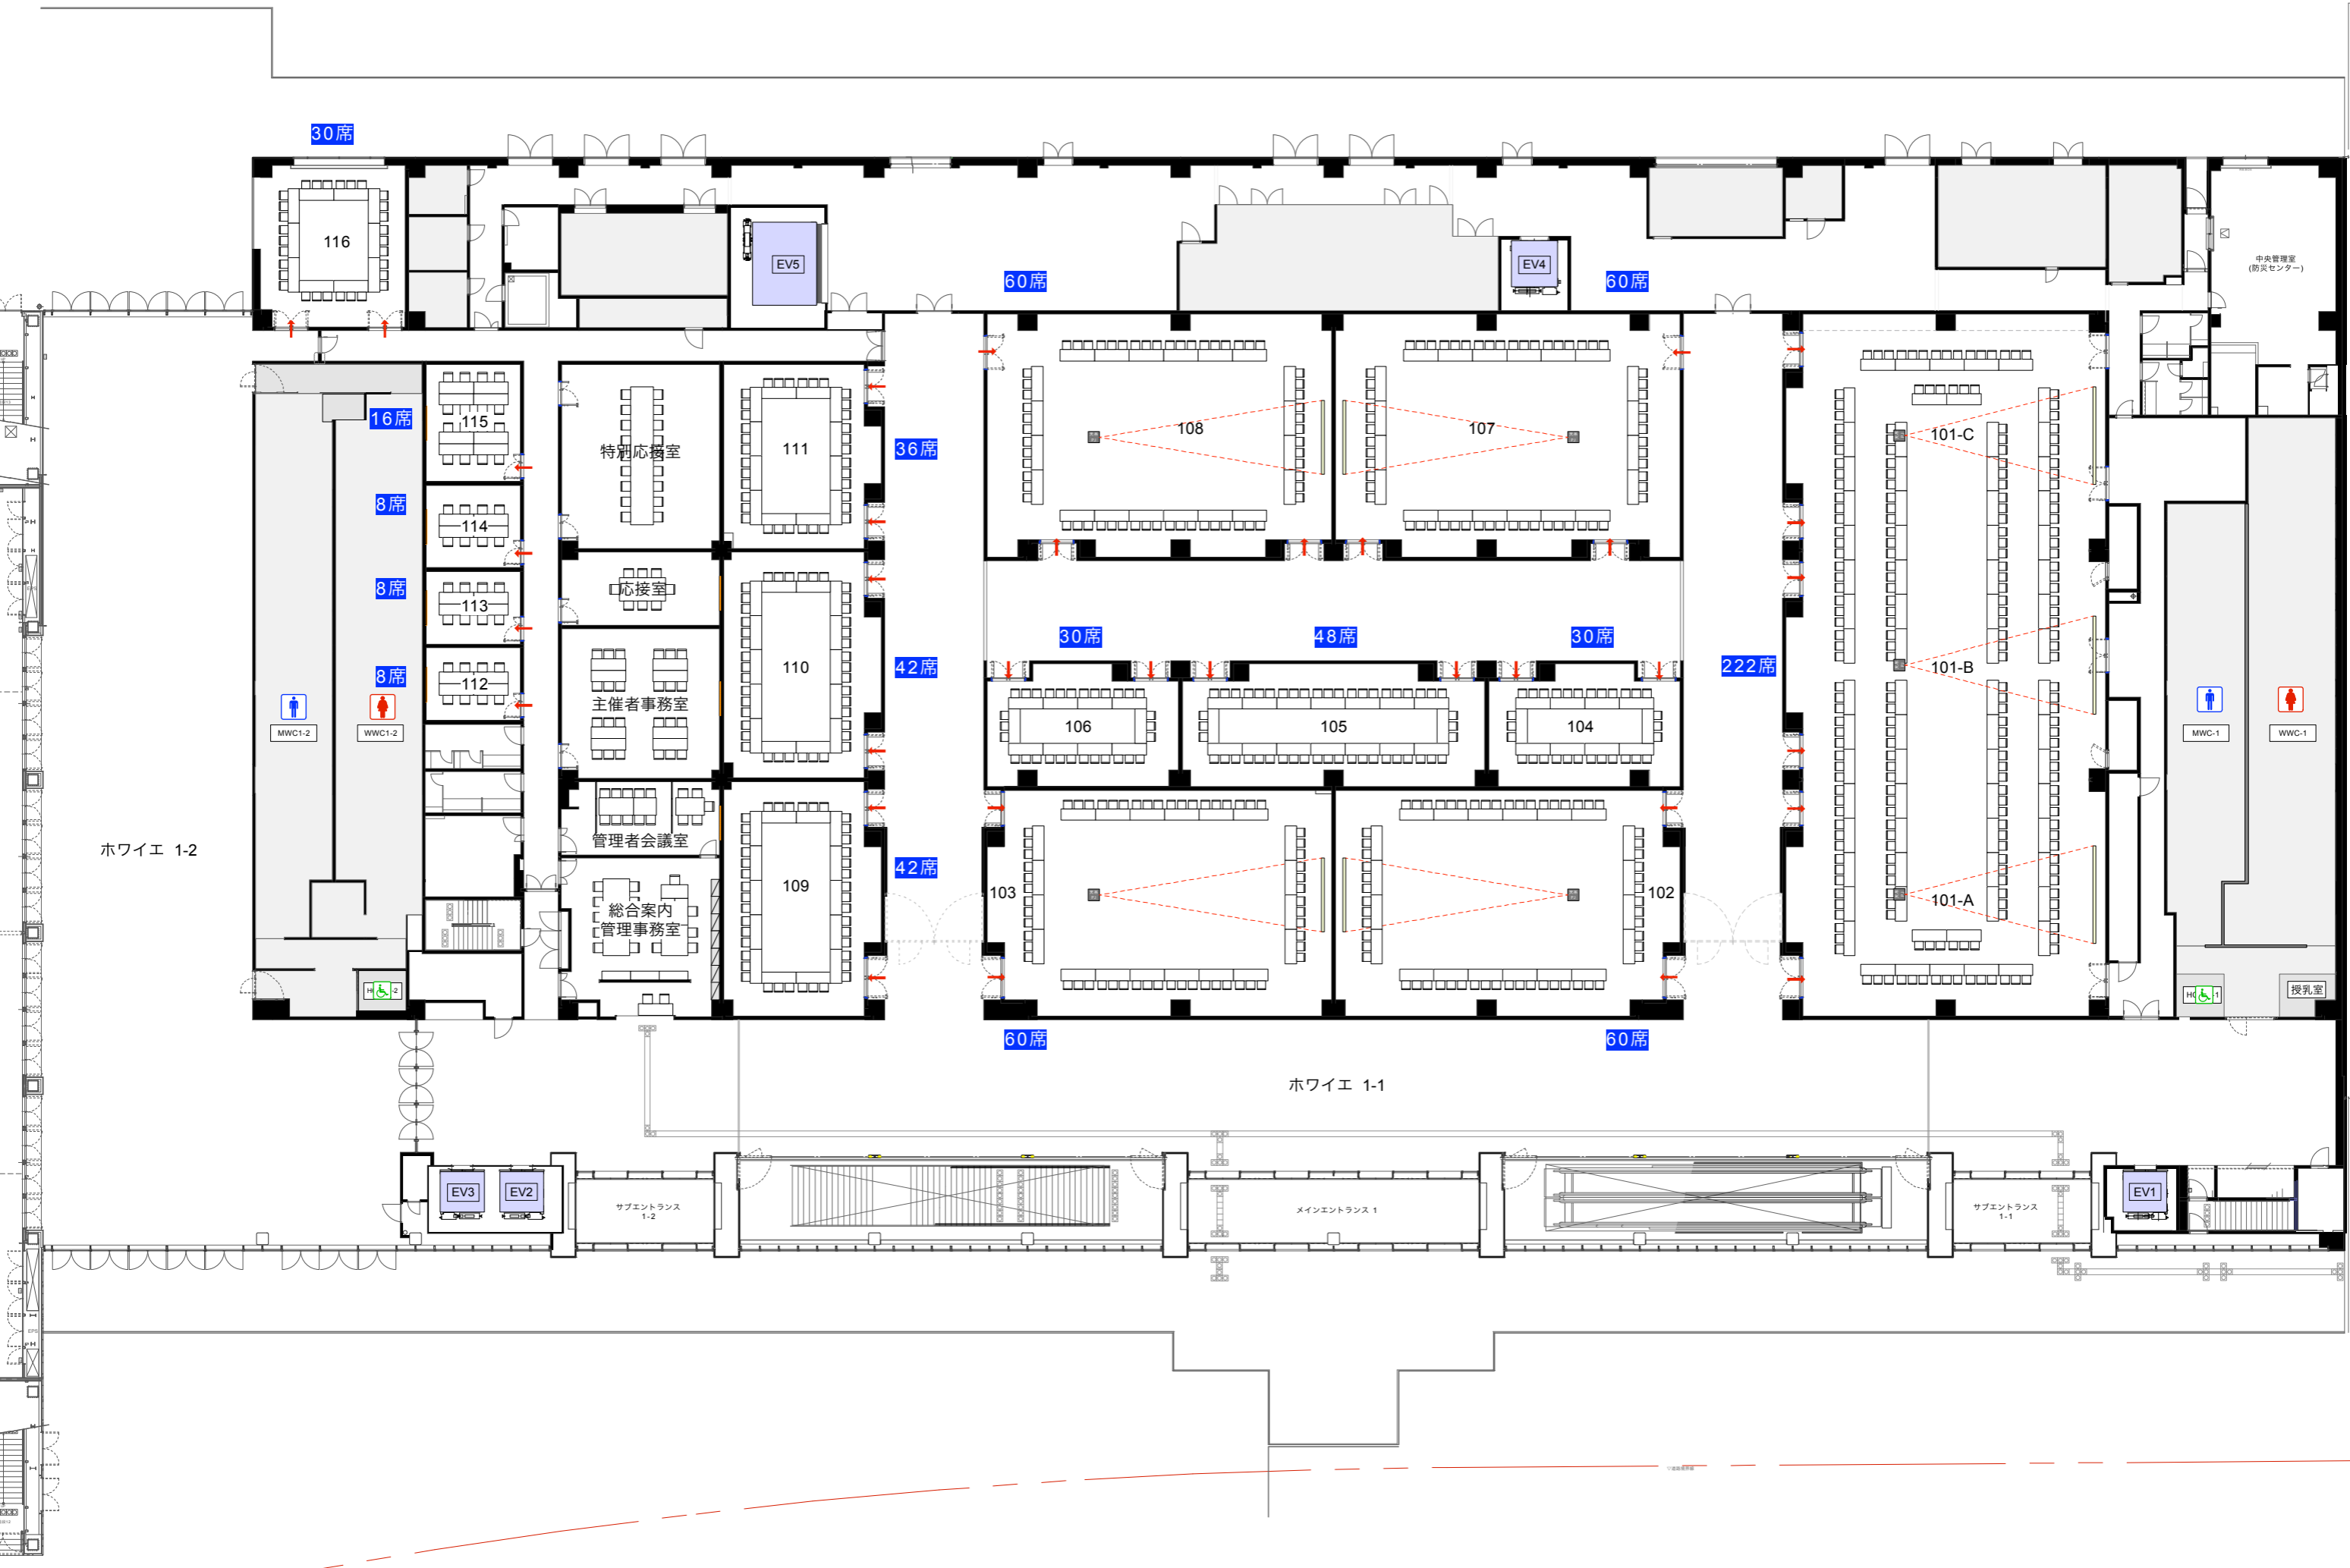 30席
116
EV5
EV4
60席
60席
中央管理室
(防災センター)
16席
115
特別応接室
111
36席
108
107
101-C
8席
114
8席
113
応接室
8席
112
主催者事務室
110
42席
30席
48席
30席
222席
101-B
106
105
104
MWC1-2
WWC1-2
MWC-1
WWC-1
管理者会議室
ホワイエ 1-2
109
42席
103
102
101-A
総合案内
管理事務室
授乳室
60席
60席
ホワイエ 1-1
EV3
EV2
サブエントランス
1-2
メインエントランス 1
サブエントランス
1-1
EV1
EPS